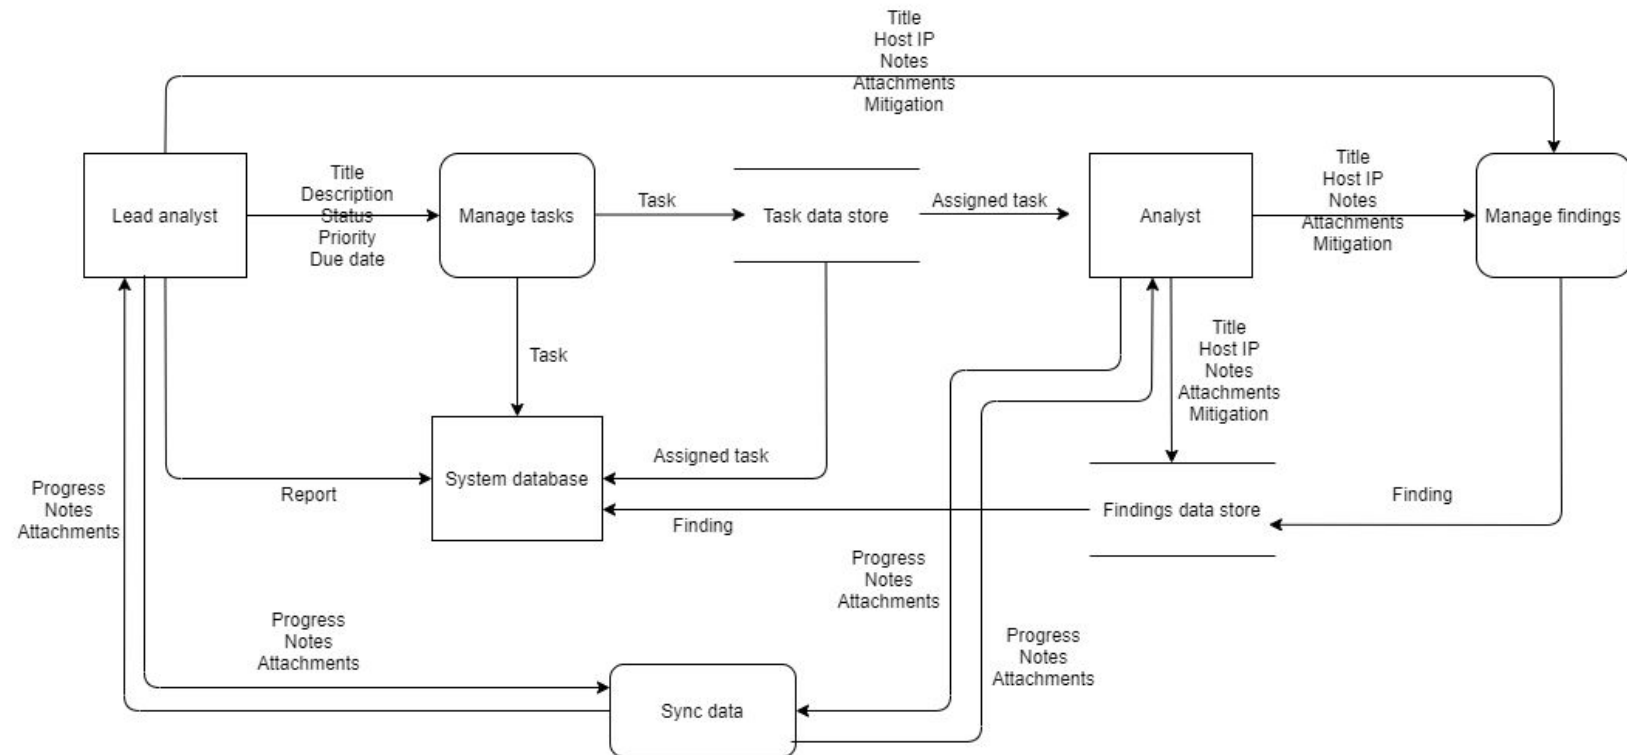 Title
Host IP
Notes
Attachments
Mitigation
Lead analyst
Title
Description
Status
Priority
Due date
Manage tasks
Task
Task data store
Assigned task
Analyst
Title
Host IP
Notes
Attachments
Mitigation
Manage findings
Task
Title
Host IP
Notes
Attachments
Mitigation
Progress
Notes
Attachments
Report
System database
Assigned task
Finding
Findings data store
Finding
Progress
Notes
Attachments
Progress
Notes
Attachments
Progress
Notes
Attachments
Sync data